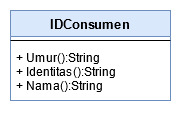 IDConsumen
+ Umur():String
+ Identitas():String
+ Nama():String